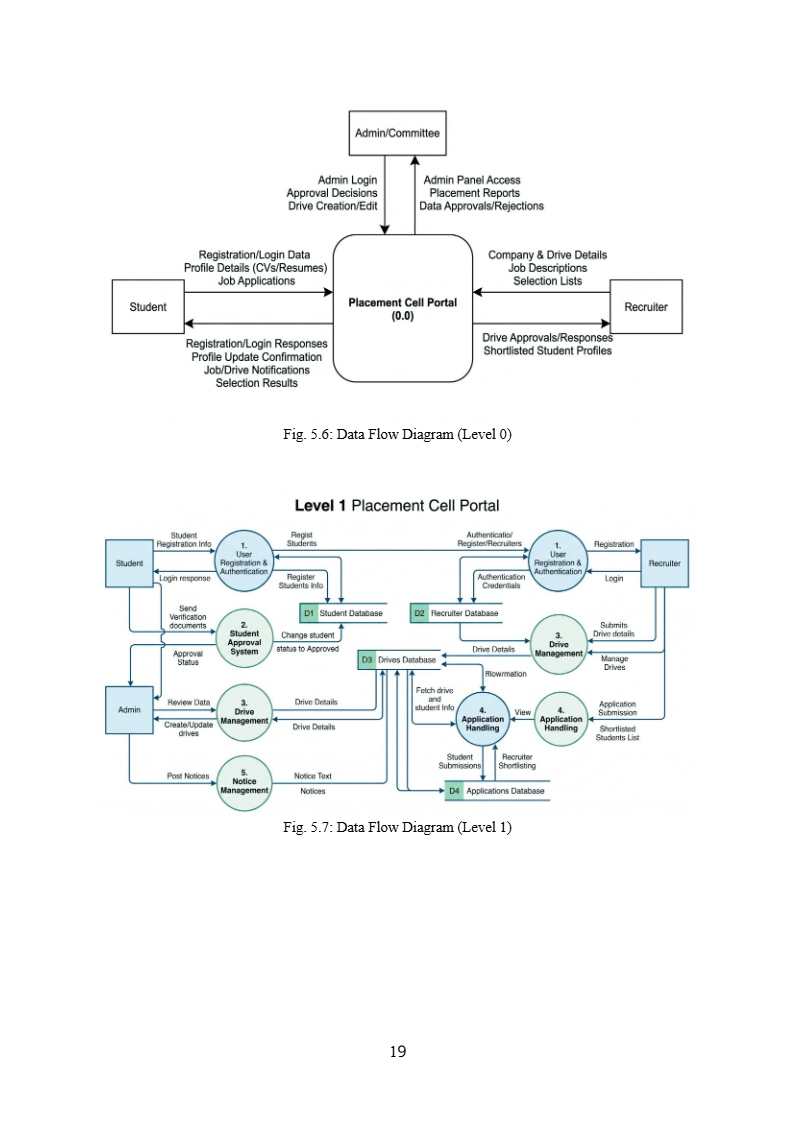 Admin/Committee
Admin Login
Approval Decisions
Drive Creation/Edit
Admin Panel Access
Placement Reports
Data Approvals/Rejections
Registration/Login Data
Profile Details (CVs/Resumes)
Job Applications
Company & Drive Details
Job Descriptions
Selection Lists
Student
Placement Cell Portal
(0.0)
Recruiter
Registration/Login Responses
Profile Update Confirmation
Job/Drive Notifications
Selection Results
Drive Approvals/Responses
Shortlisted Student Profiles
Fig. 5.6: Data Flow Diagram (Level 0)
Level 1 Placement Cell Portal
Student
Student
Registration Info
Login response
1.
User
Registration &
Authentication
Regist
Students
Register
Students Info
Authenticatio/
Register/Recruiters
Authentication
Credentials
1.
User
Registration &
Authentication
Registration
Login
Recruiter
D1 Student Database
D2 Recruiter Database
Send
Verification
documents
2.
Student
Approval
System
Change student
status to Approved
Approval
Status
D3 Drives Database
Drive Details
3.
Drive
Management
Submits
Drive details
Manage
Drives
Rlowrmation
Admin
Review Data
Create/Update
drives
3.
Drive
Management
Drive Details
Drive Details
Fetch drive
and
student Info
4.
Application
Handling
View
4.
Application
Handling
Application
Submission
Shortlisted
Students List
Student
Submissions
Recruiter
Shortlisting
Post Notices
5.
Notice
Management
Notice Text
Notices
D4 Applications Database
Fig. 5.7: Data Flow Diagram (Level 1)
19